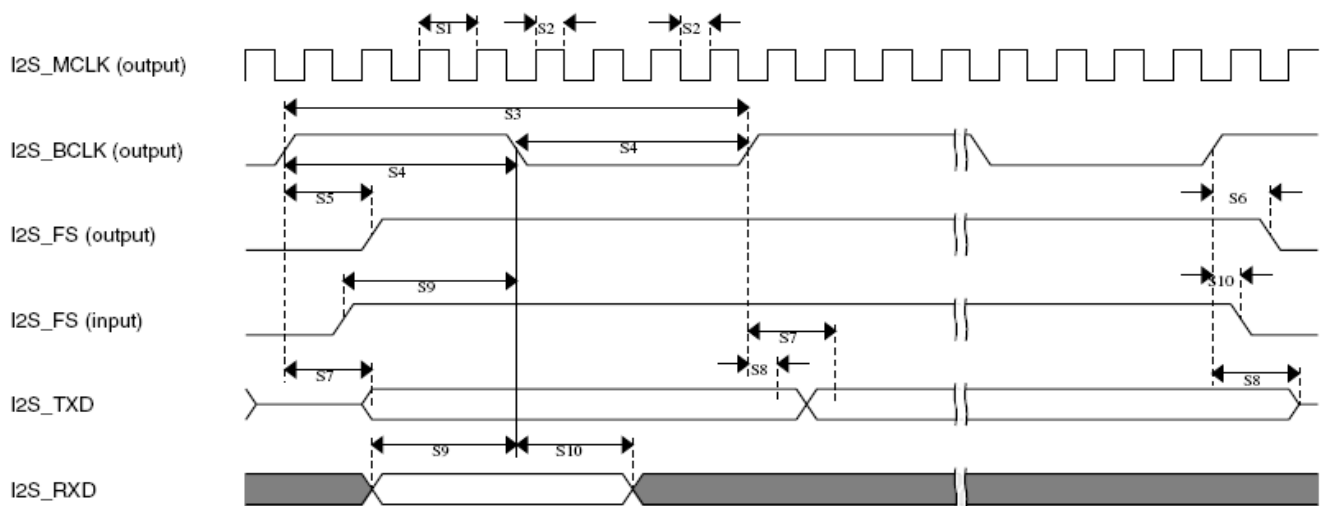 S1 S2 S2
I2S_MCLK (output)
S3
I2S_BCLK (output)
S4
S4
S5 S6
I2S_FS (output)
S9 S10
I2S_FS (input)
S7
S7 S8 S8
I2S_TXD
S9 S10
I2S_RXD